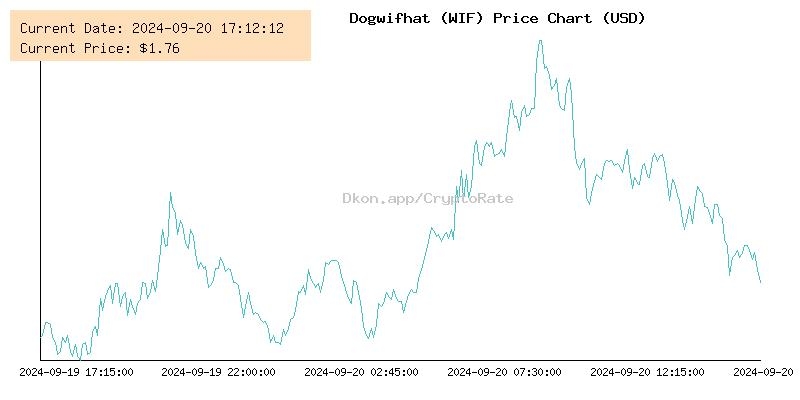 Dogwifhat (WIF) Price Chart (USD)
Current Date: 2024-09-20 17:12:12
Current Price: $1.76
Dkon.app/CryptoRate
2024-09-19 17:15:00 2024-09-19 22:00:00 2024-09-20 02:45:00 2024-09-20 07:30:00 2024-09-20 12:15:00 2024-09-20